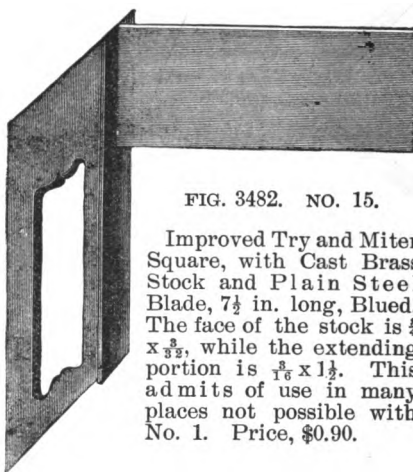 FIG. 3482. NO. 15.
Improved Try and Miter
Square, with Cast Brass
Stock and Plain Steel
Blade, 7½ in. long, Blued
The face of the stock is
x 3/32, while the extending
portion is 3/16 x 1½. This
admits of use in many
places not possible with
No. 1. Price, $0.90.